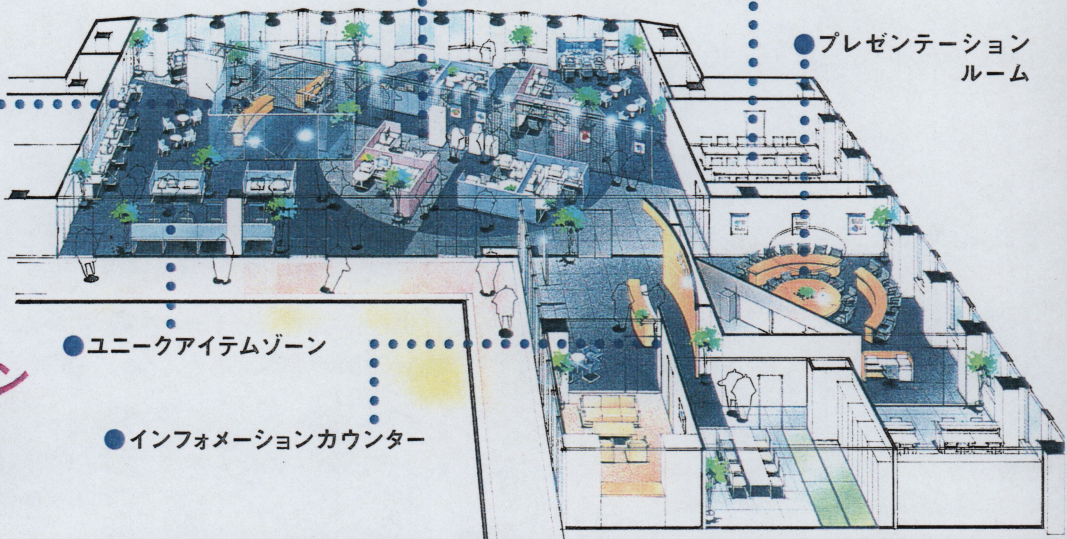 ●プレゼンテーション
ルーム
●ユニークアイテムゾーン
●インフォメーションカウンター
ン